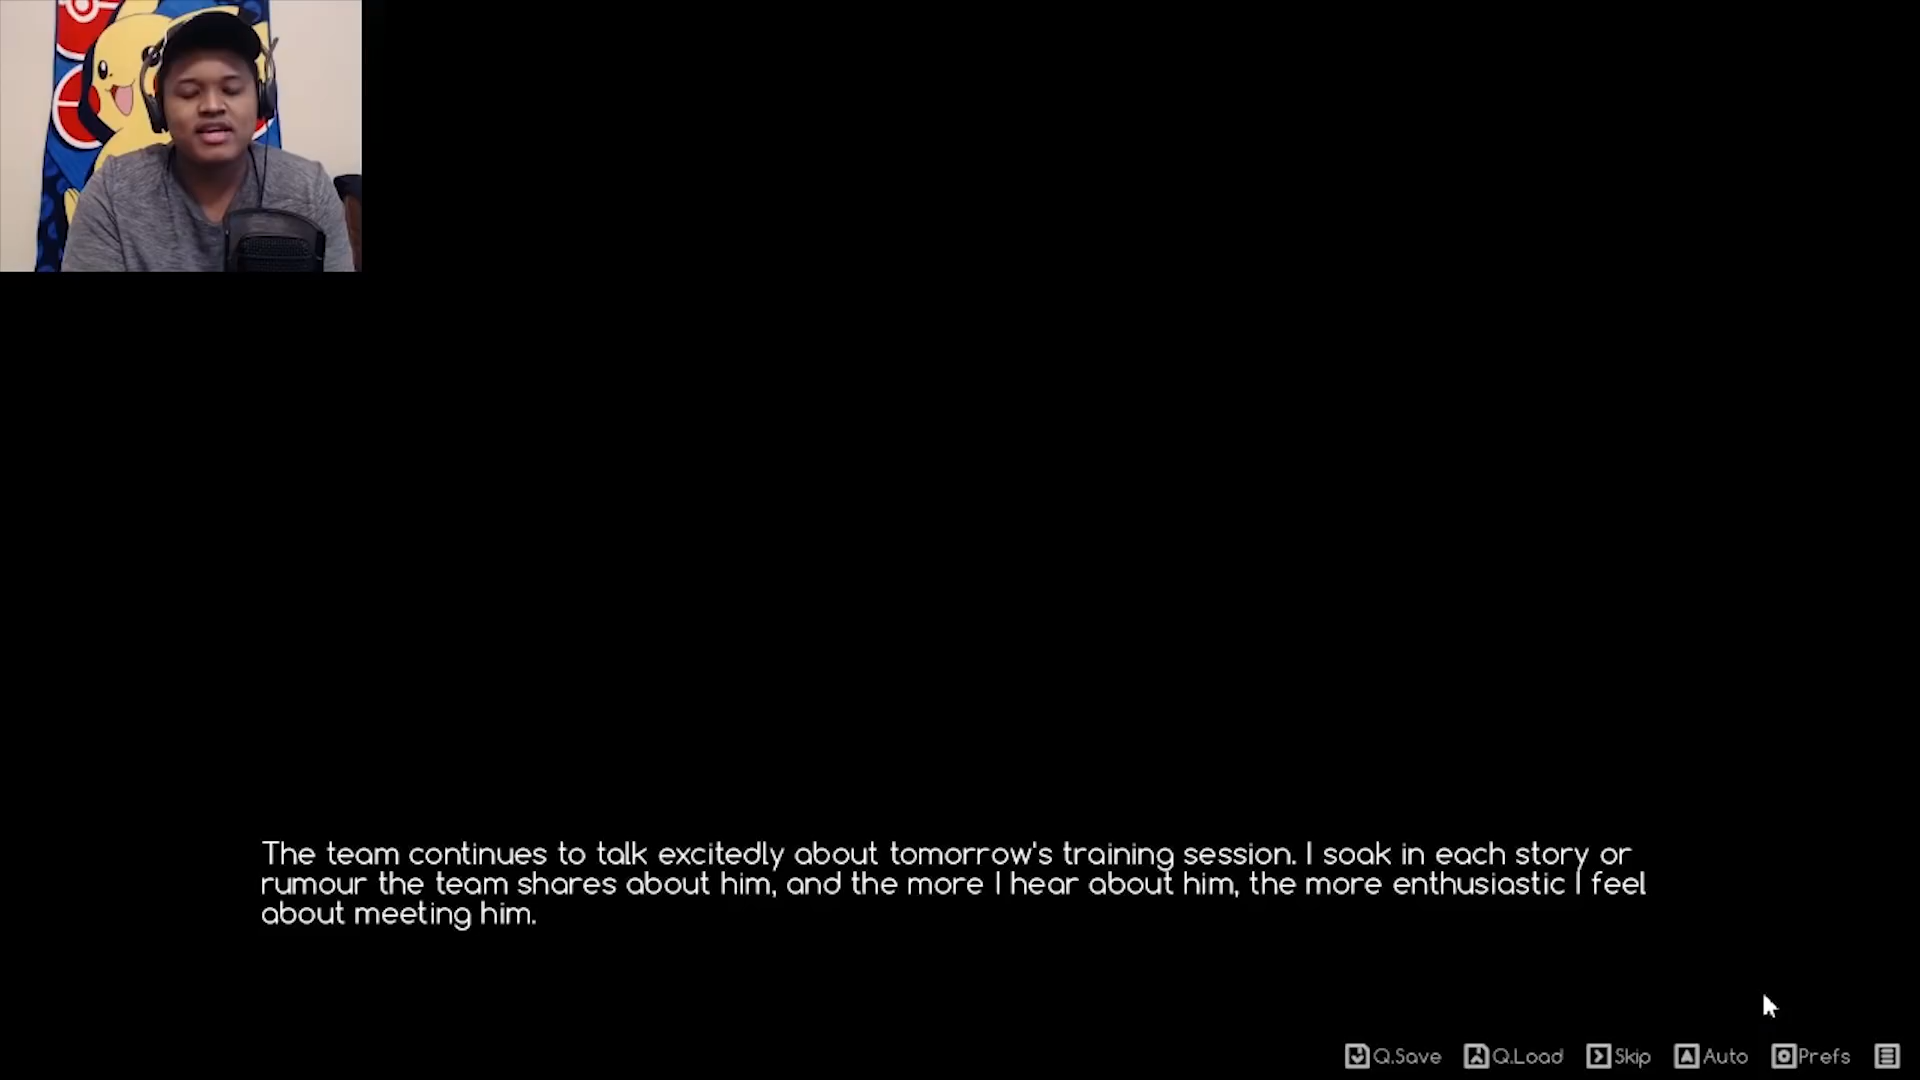 The team continues to talk excitedly about tomorrow's training session. I soak in each story or
rumour the team shares about him, and the more I hear about him, the more enthusiastic I feel
about meeting him.
Q.Save Q.Load Skip Auto Prefs